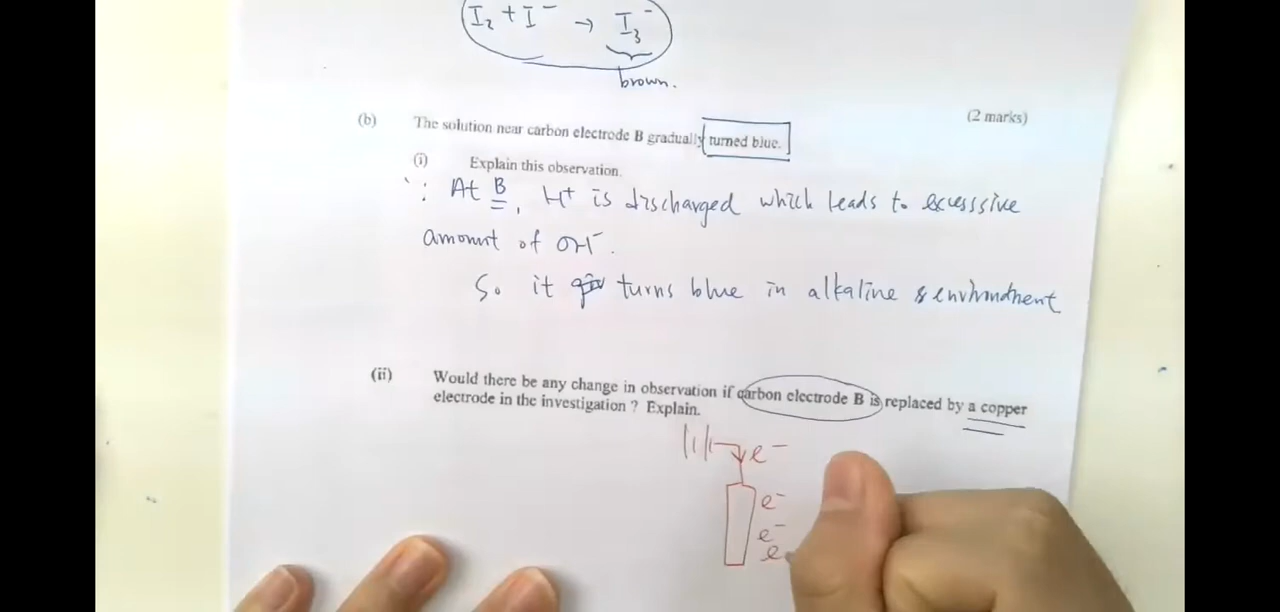 I₂ + I⁻ → I₃⁻
brown.
(2 marks)
(b) The solution near carbon electrode B gradually turned blue.
(i) Explain this observation.
∵ At B, H⁺ is discharged which leads to excesssive
amount of OH⁻.
So it turns blue in alkaline
(ii) Would there be any change in observation if carbon electrode B is replaced by a copper
electrode in the investigation ? Explain.
e⁻
e⁻
e⁻
e